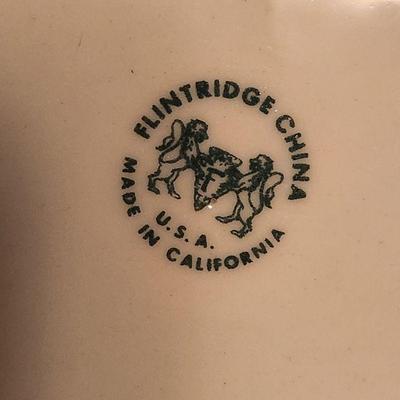 FLINTRIDGE CHINA
F
U.S.A.
MADE IN CALIFORNIA